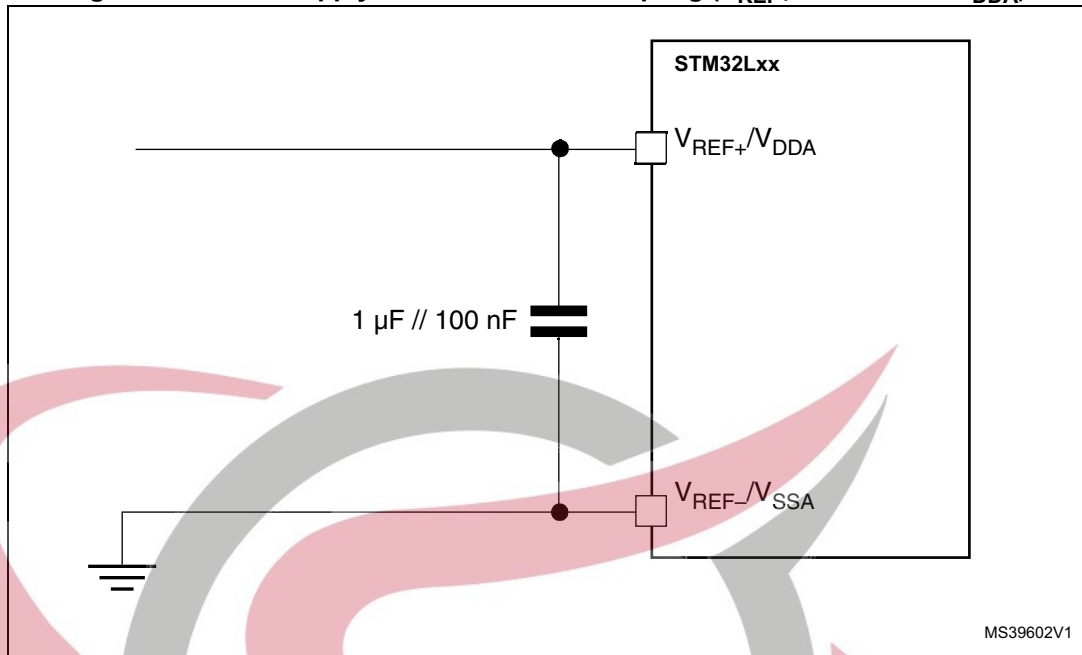 STM32Lxx
VREF+/VDDA
1 µF // 100 nF
VREF–/VSSA
MS39602V1